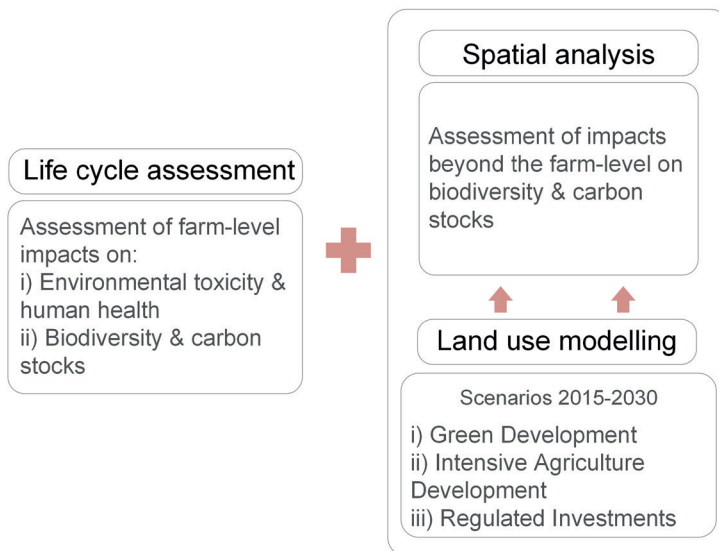 Life cycle assessment
Assessment of farm-level
impacts on:
i) Environmental toxicity &
human health
ii) Biodiversity & carbon
stocks
Spatial analysis
Assessment of impacts
beyond the farm-level on
biodiversity & carbon
stocks
Land use modelling
Scenarios 2015-2030
i) Green Development
ii) Intensive Agriculture
Development
iii) Regulated Investments